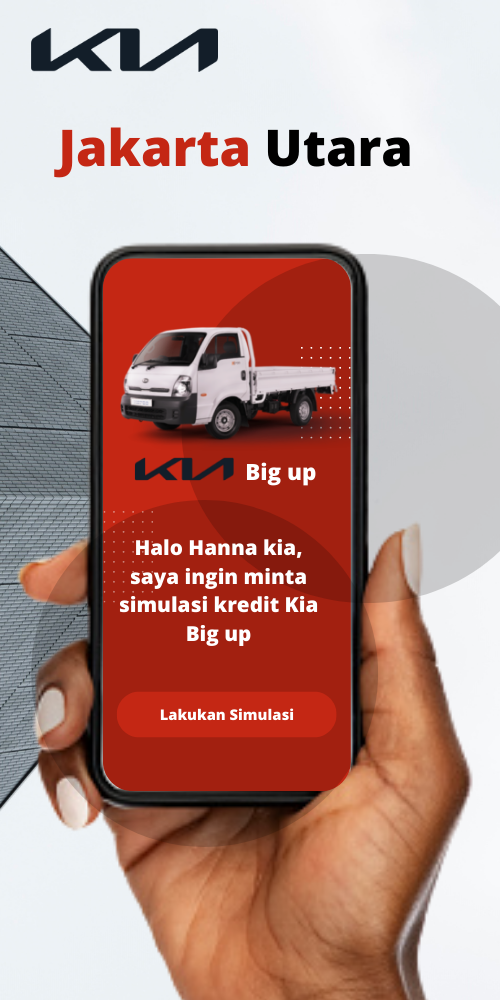 KIA
Jakarta Utara
KIA Big up
Halo Hanna kia,
saya ingin minta
simulasi kredit Kia
Big up
Lakukan Simulasi